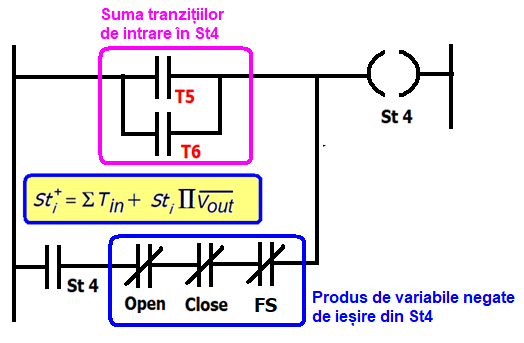 Suma tranzițiilor
de intrare în St4
T5
T6
St 4
St_i^+ = Σ T_in + St_i ∏ V̅_out
St 4
Open
Close
FS
Produs de variabile negate
de ieșire din St4